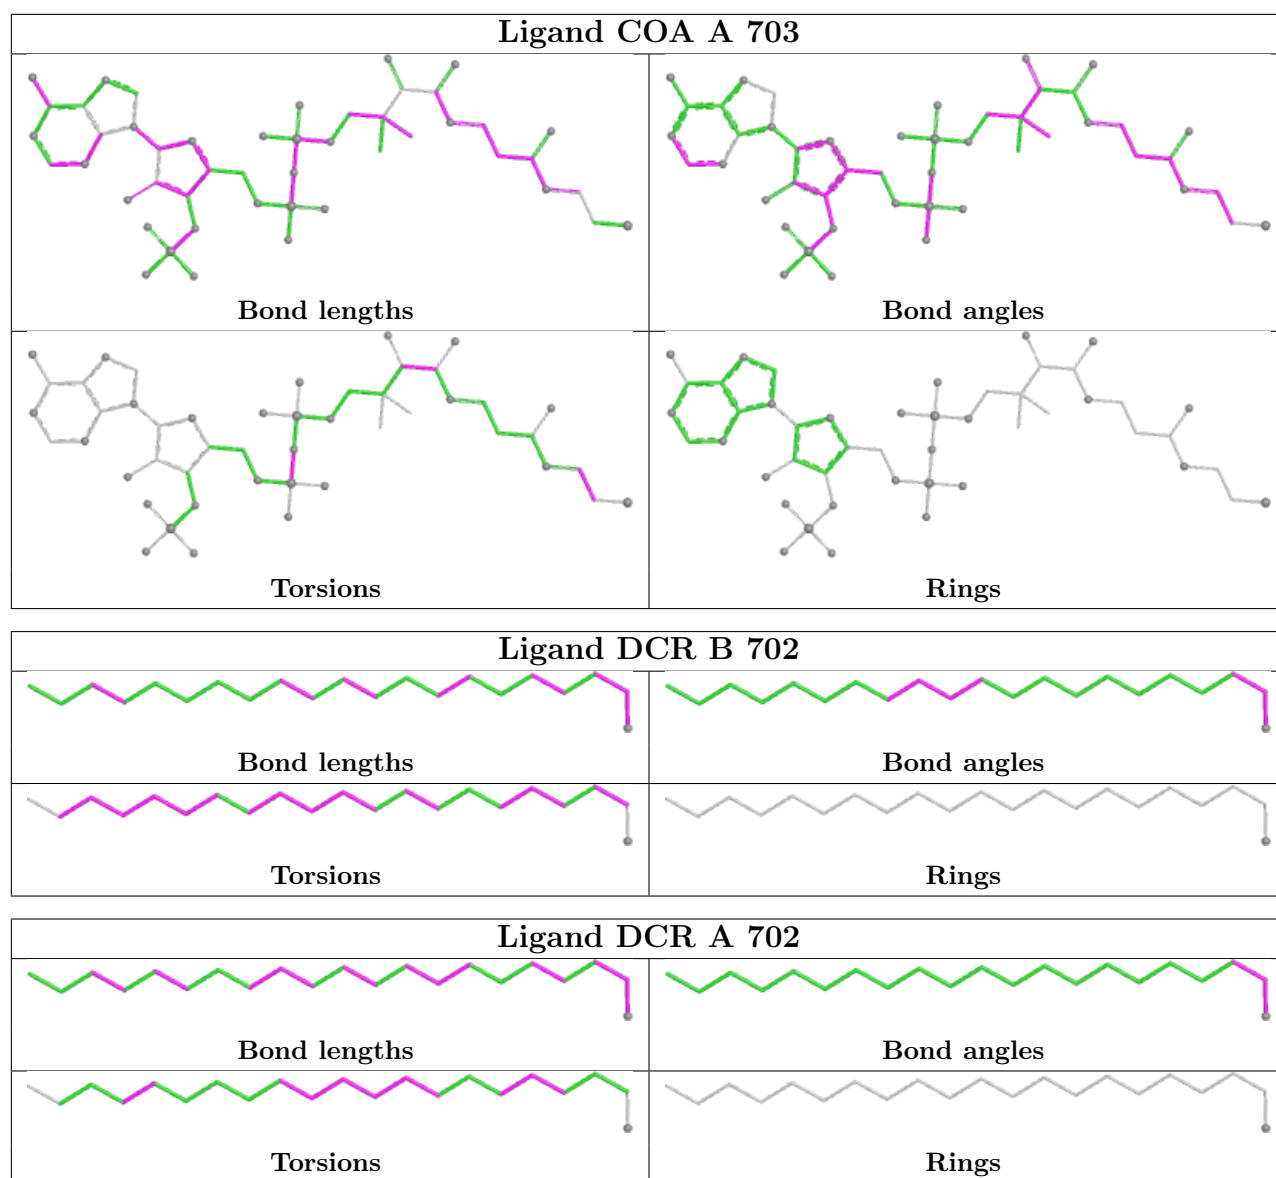 Ligand COA A 703
Bond lengths
Bond angles
Torsions
Rings
Ligand DCR B 702
Bond lengths
Bond angles
Torsions
Rings
Ligand DCR A 702
Bond lengths
Bond angles
Torsions
Rings